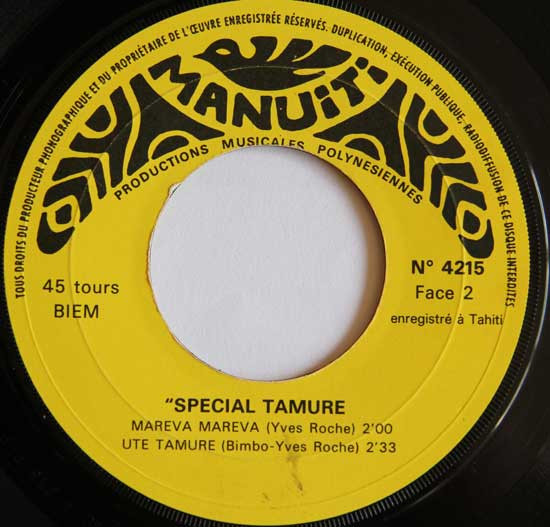 TOUS DROITS DU PRODUCTEUR PHONOGRAPHIQUE ET DU PROPRIÉTAIRE DE L'ŒUVRE ENREGISTRÉE RÉSERVÉS. DUPLICATION, EXÉCUTION PUBLIQUE, RADIODIFFUSION DE CE DISQUE INTERDITES
MANUiTi
PRODUCTIONS MUSICALES POLYNESIENNES
45 tours
BIEM
N° 4215
Face 2
enregistré à Tahiti
"SPECIAL TAMURE
MAREVA MAREVA (Yves Roche) 2'00
UTE TAMURE (Bimbo-Yves Roche) 2'33